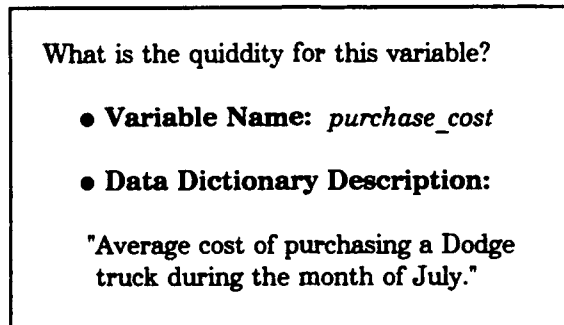 What is the quiddity for this variable?
● Variable Name: purchase_cost
● Data Dictionary Description:
"Average cost of purchasing a Dodge
truck during the month of July."